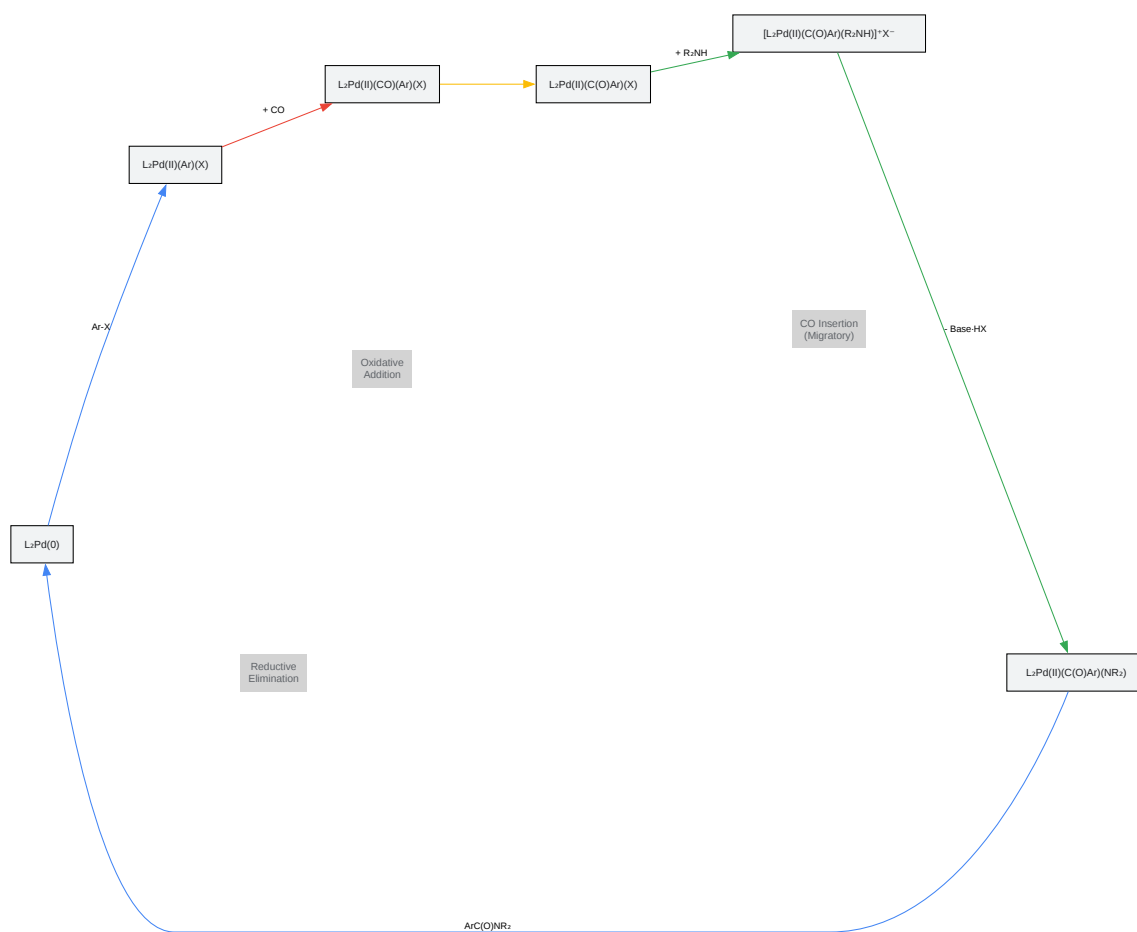 [L₂Pd(II)(C(O)Ar)(R₂NH)]⁺X⁻
+ R₂NH
L₂Pd(II)(CO)(Ar)(X)
L₂Pd(II)(C(O)Ar)(X)
+ CO
L₂Pd(II)(Ar)(X)
Ar-X
CO Insertion
(Migratory)
- Base·HX
Oxidative
Addition
L₂Pd(0)
Reductive
Elimination
L₂Pd(II)(C(O)Ar)(NR₂)
ArC(O)NR₂